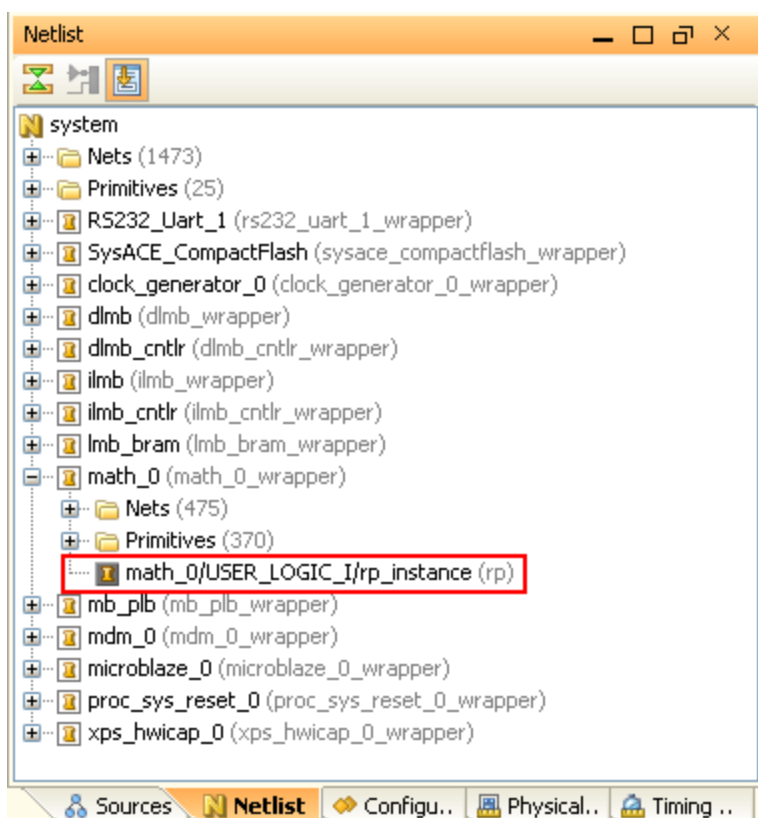 Netlist
system
Nets (1473)
Primitives (25)
RS232_Uart_1 (rs232_uart_1_wrapper)
SysACE_CompactFlash (sysace_compactflash_wrapper)
clock_generator_0 (clock_generator_0_wrapper)
dlmb (dlmb_wrapper)
dlmb_cntlr (dlmb_cntlr_wrapper)
ilmb (ilmb_wrapper)
ilmb_cntlr (ilmb_cntlr_wrapper)
lmb_bram (lmb_bram_wrapper)
math_0 (math_0_wrapper)
Nets (475)
Primitives (370)
math_0/USER_LOGIC_I/rp_instance (rp)
mb_plb (mb_plb_wrapper)
mdm_0 (mdm_0_wrapper)
microblaze_0 (microblaze_0_wrapper)
proc_sys_reset_0 (proc_sys_reset_0_wrapper)
xps_hwicap_0 (xps_hwicap_0_wrapper)
Sources Netlist Configu.. Physical.. Timing ..